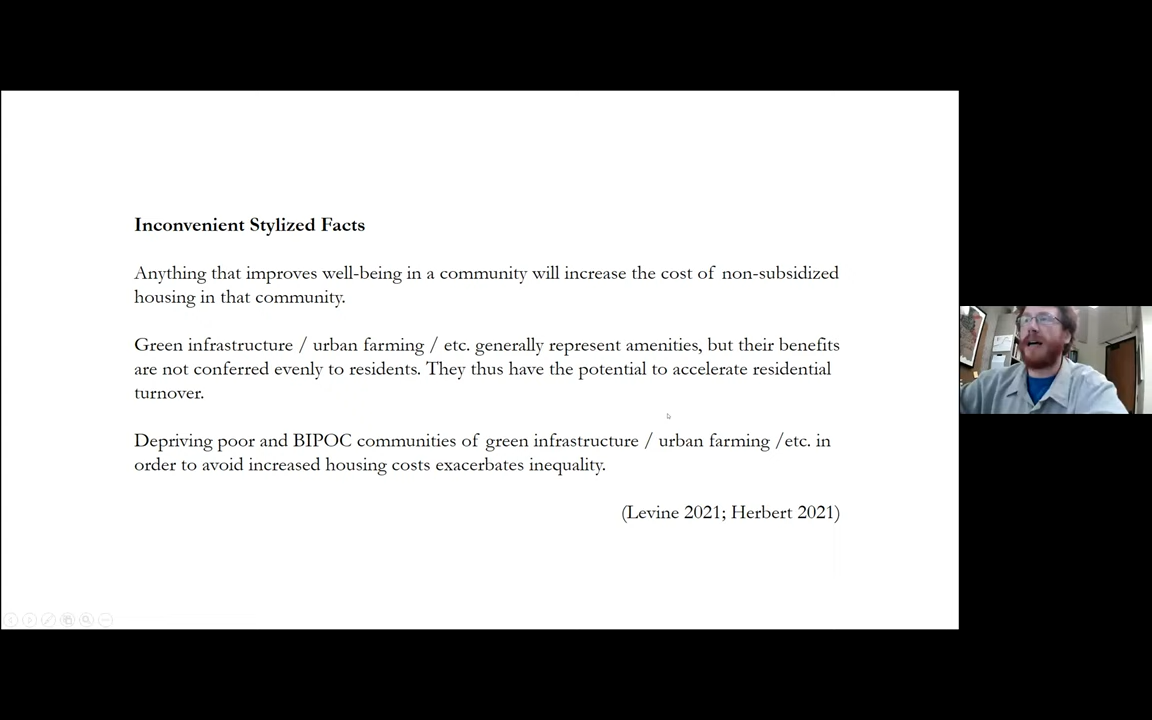 Inconvenient Stylized Facts
Anything that improves well-being in a community will increase the cost of non-subsidized
housing in that community.
Green infrastructure / urban farming / etc. generally represent amenities, but their benefits
are not conferred evenly to residents. They thus have the potential to accelerate residential
turnover.
Depriving poor and BIPOC communities of green infrastructure / urban farming /etc. in
order to avoid increased housing costs exacerbates inequality.
(Levine 2021; Herbert 2021)